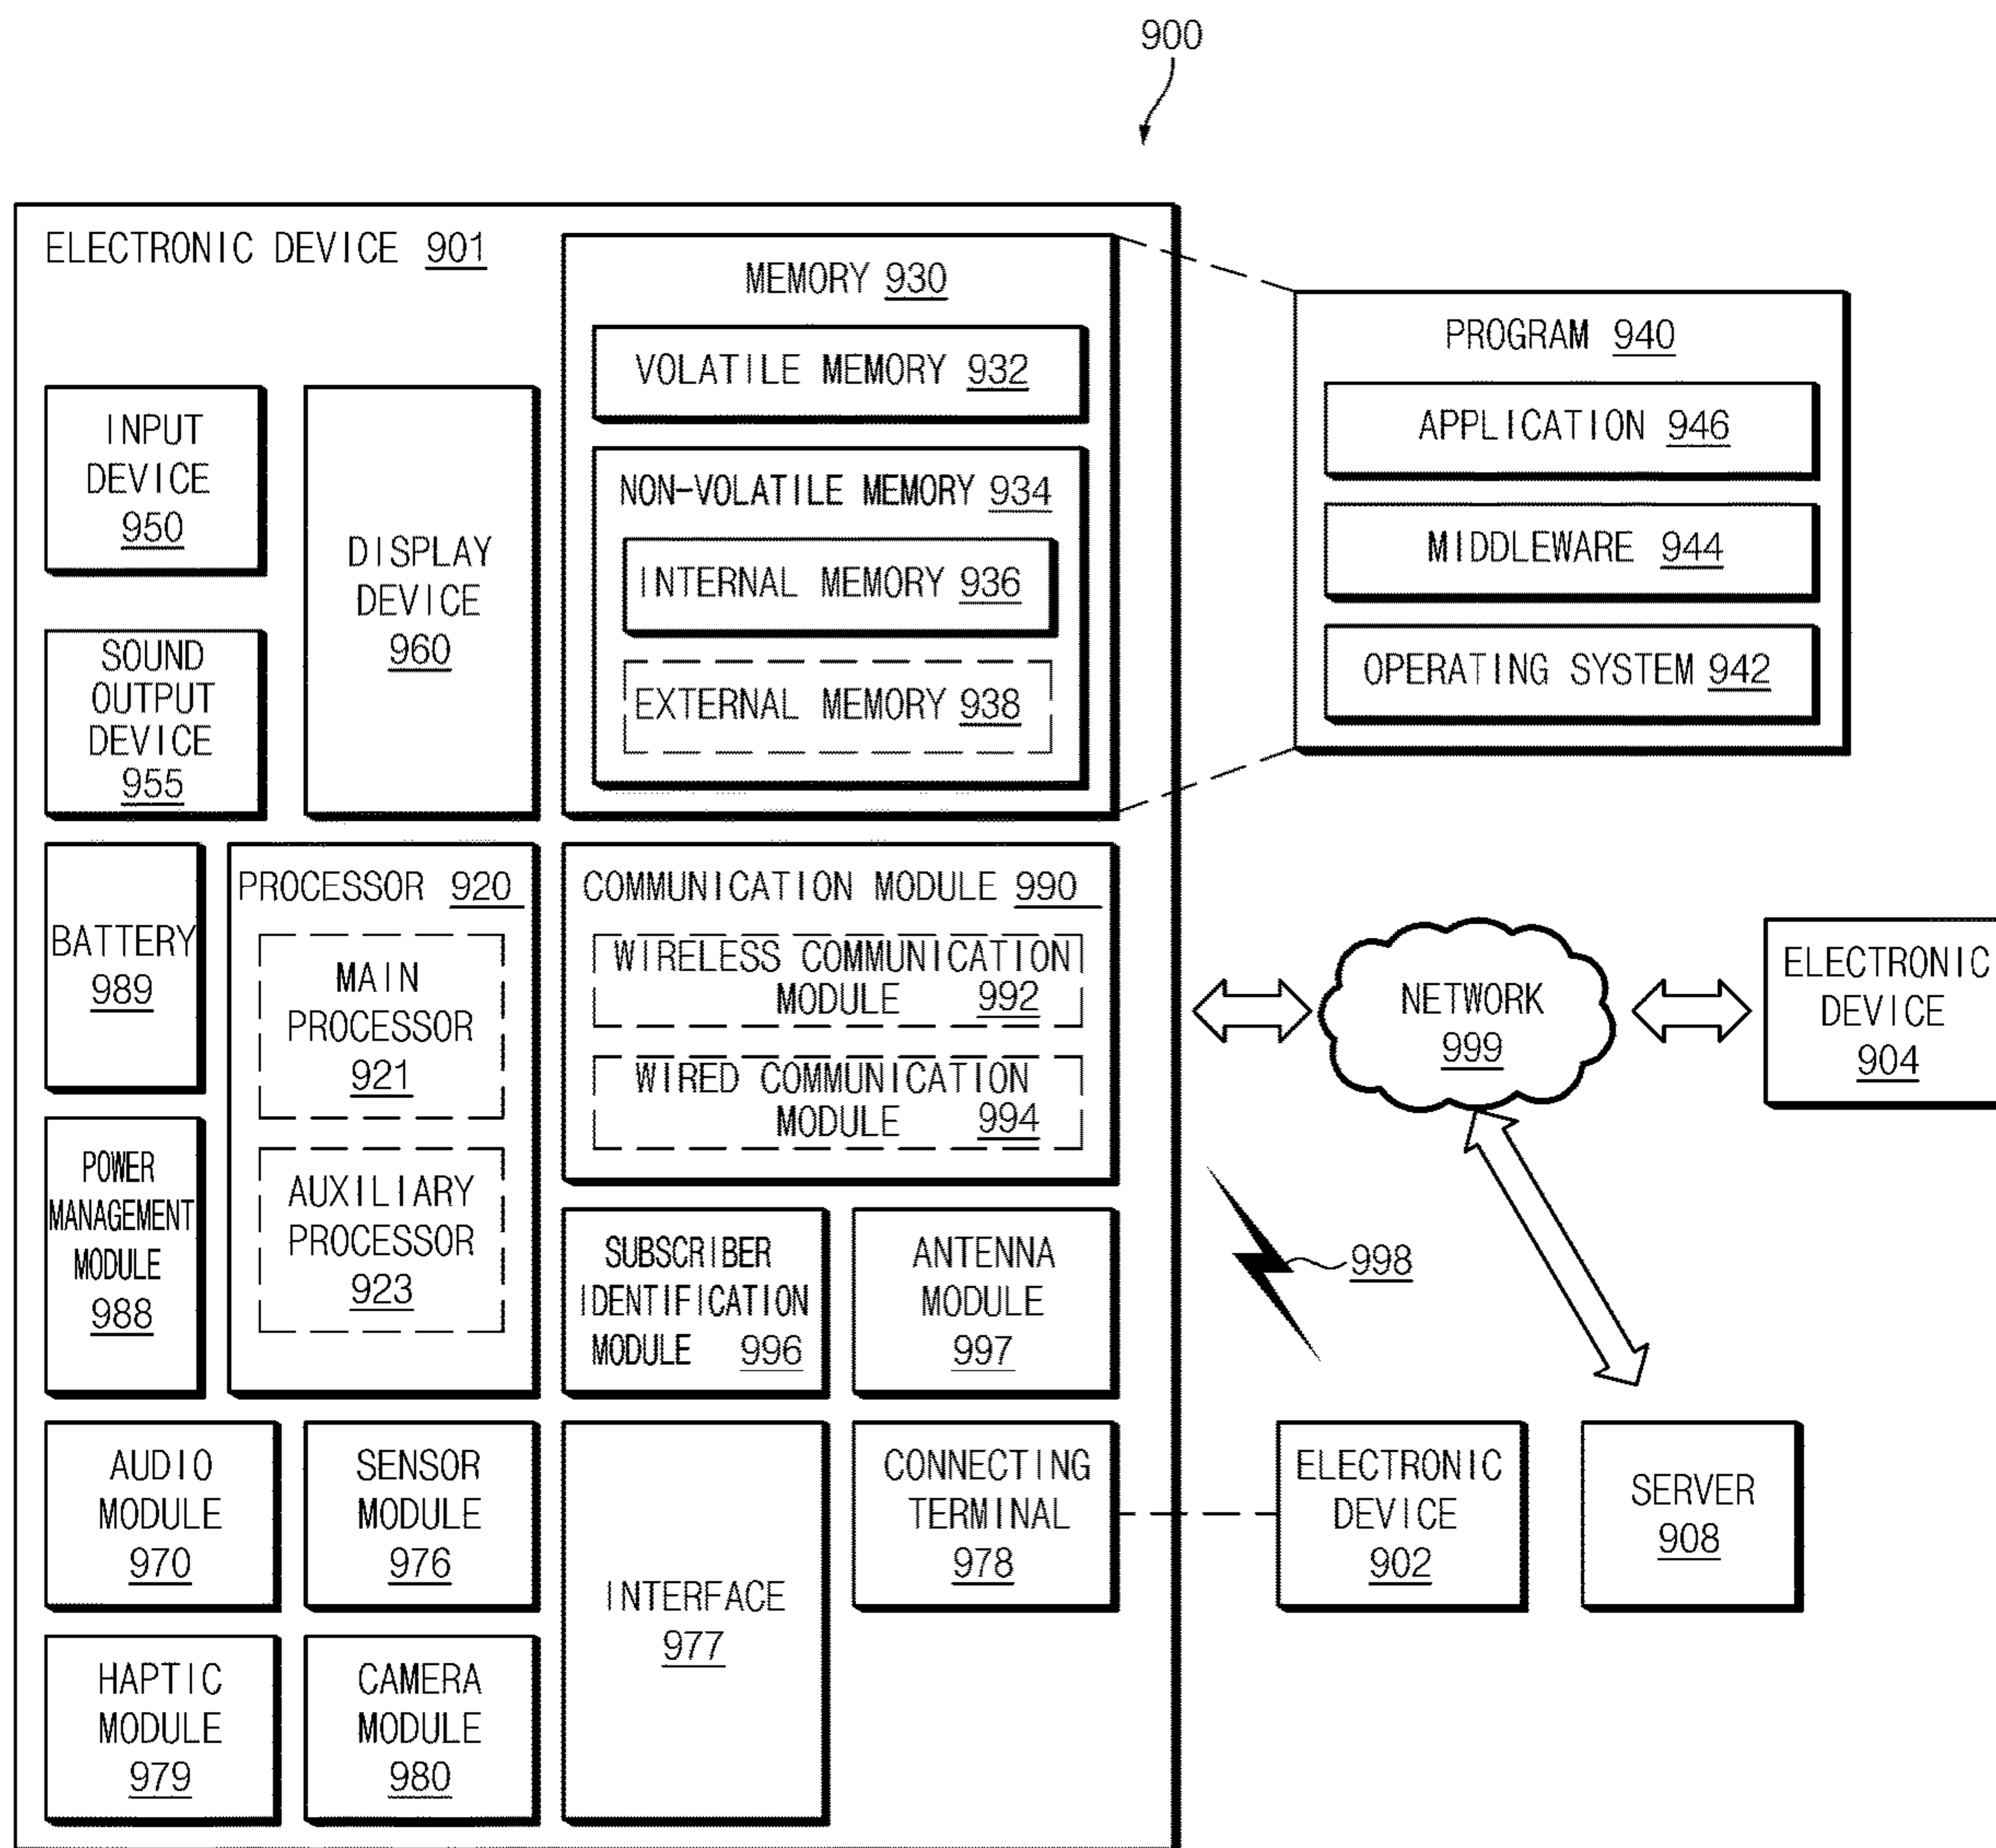 900
ELECTRONIC DEVICE 901
MEMORY 930
VOLATILE MEMORY 932
NON-VOLATILE MEMORY 934
INTERNAL MEMORY 936
EXTERNAL MEMORY 938
PROGRAM 940
APPLICATION 946
MIDDLEWARE 944
OPERATING SYSTEM 942
INPUT
DEVICE
950
SOUND
OUTPUT
DEVICE
955
DISPLAY
DEVICE
960
BATTERY
989
POWER
MANAGEMENT
MODULE
988
PROCESSOR 920
MAIN
PROCESSOR
921
AUXILIARY
PROCESSOR
923
COMMUNICATION MODULE 990
WIRELESS COMMUNICATION
MODULE 992
WIRED COMMUNICATION
MODULE 994
SUBSCRIBER
IDENTIFICATION
MODULE 996
ANTENNA
MODULE
997
NETWORK
999
ELECTRONIC
DEVICE
904
998
AUDIO
MODULE
970
SENSOR
MODULE
976
INTERFACE
977
CONNECTING
TERMINAL
978
ELECTRONIC
DEVICE
902
SERVER
908
HAPTIC
MODULE
979
CAMERA
MODULE
980